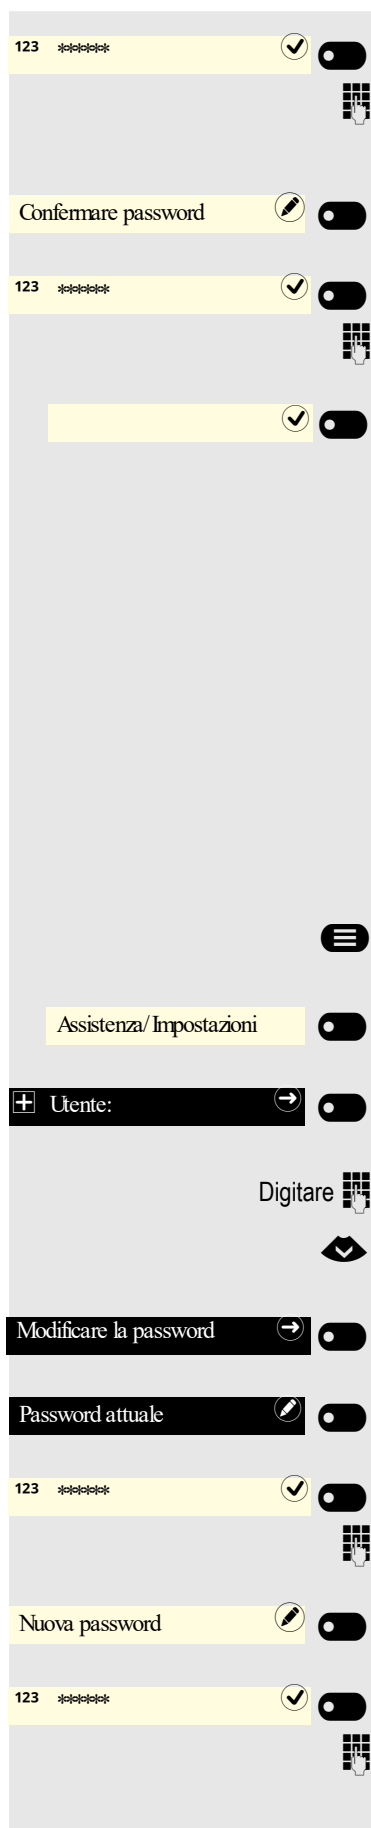 123 ******
Confermare password
123 ******
Assistenza/Impostazioni
Utente:
Digitare
Modificare la password
Password attuale
123 ******
Nuova password
123 ******